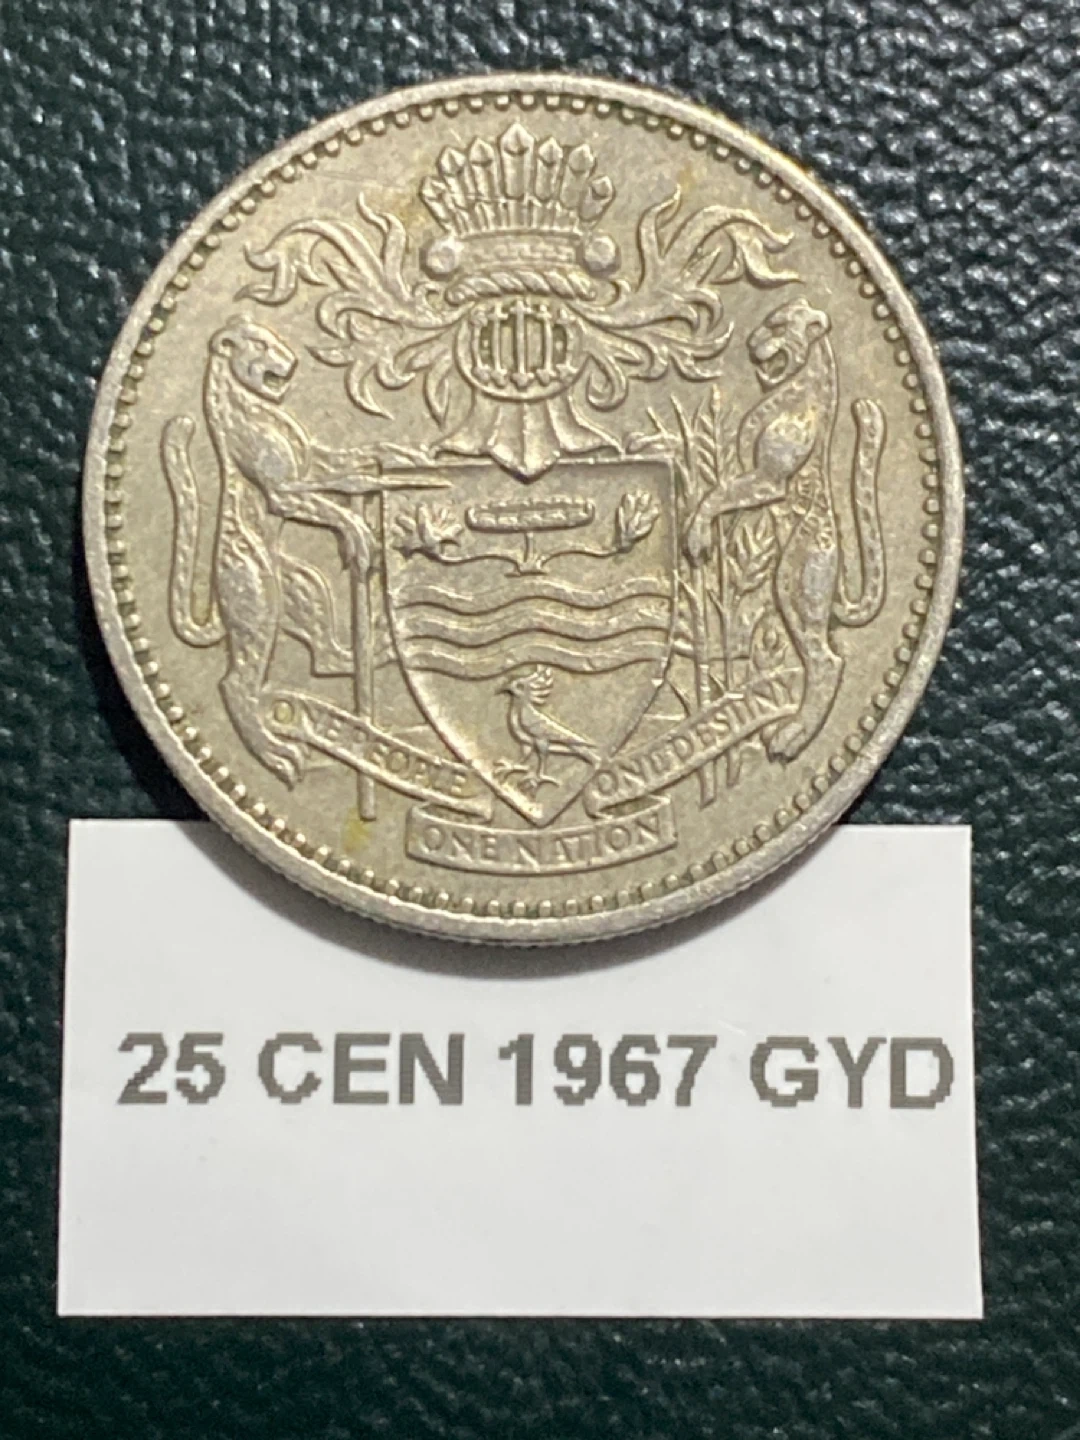 ONE PEOPLE
ONE DESTINY
ONE NATION
25 CEN 1967 GYD